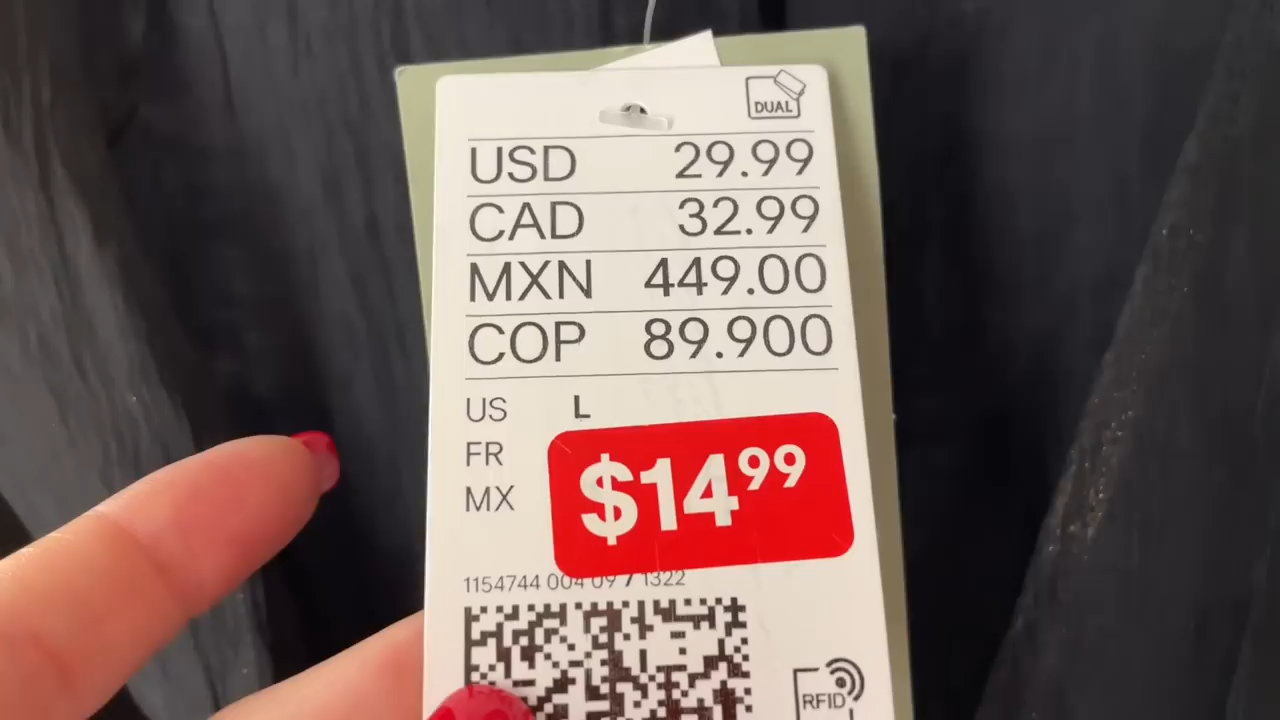 DUAL
USD 29.99
CAD 32.99
MXN 449.00
COP 89.900
US L
FR
MX
$14.99
1154744 004 09 / 1322
RFID